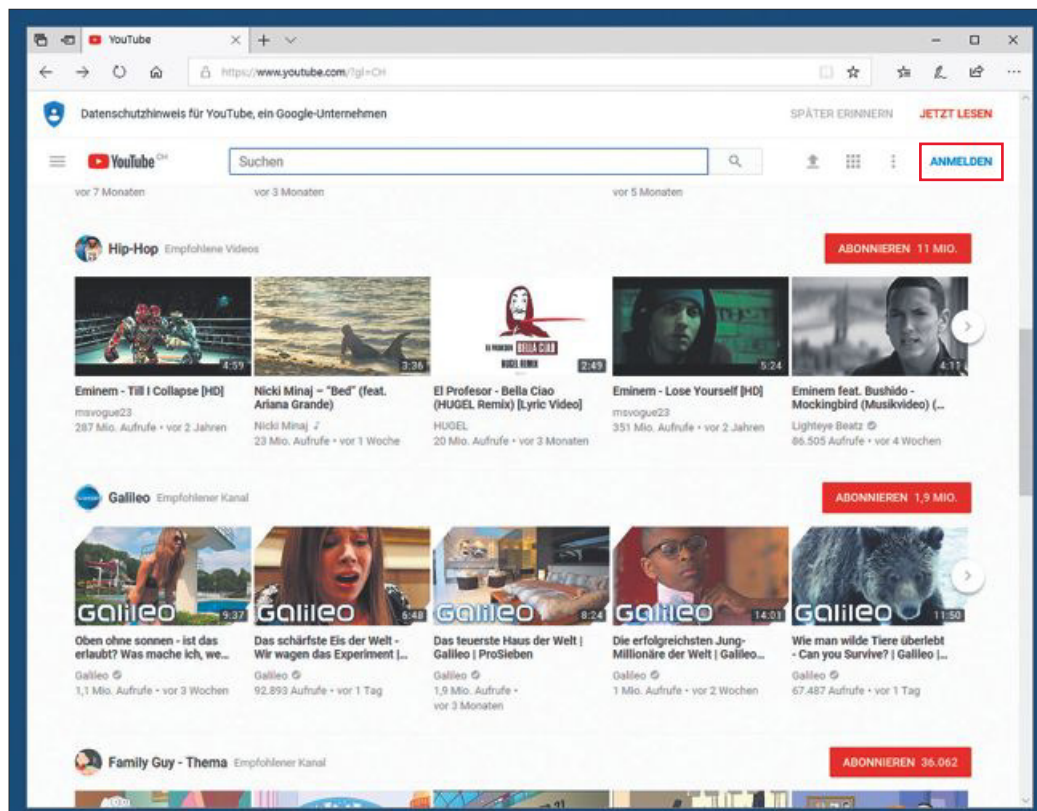 YouTube
https://www.youtube.com/?gl=CH
Datenschutzhinweis für YouTube, ein Google-Unternehmen
SPÄTER ERINNERN
JETZT LESEN
YouTube CH
Suchen
ANMELDEN
vor 7 Monaten
vor 3 Monaten
vor 5 Monaten
Hip-Hop Empfohlene Videos
ABONNIEREN 11 MIO.
4:59
3:36
EL PROFESOR BELLA CIAO
HUGEL REMIX
2:49
5:24
4:11
Eminem - Till I Collapse [HD]
msvogue23
287 Mio. Aufrufe • vor 2 Jahren
Nicki Minaj – "Bed" (feat.
Ariana Grande)
Nicki Minaj ♪
23 Mio. Aufrufe • vor 1 Woche
El Profesor - Bella Ciao
(HUGEL Remix) [Lyric Video]
HUGEL
20 Mio. Aufrufe • vor 3 Monaten
Eminem - Lose Yourself [HD]
msvogue23
351 Mio. Aufrufe • vor 2 Jahren
Eminem feat. Bushido -
Mockingbird (Musikvideo) (...
Lighteye Beatz
86.505 Aufrufe • vor 4 Wochen
Galileo Empfohlener Kanal
ABONNIEREN 1,9 MIO.
Galileo
9:37
Galileo
6:48
Galileo
8:24
Galileo
14:01
Galileo
11:50
Oben ohne sonnen - ist das
erlaubt? Was mache ich, we...
Galileo
1,1 Mio. Aufrufe • vor 3 Wochen
Das schärfste Eis der Welt -
Wir wagen das Experiment |...
Galileo
92.893 Aufrufe • vor 1 Tag
Das teuerste Haus der Welt |
Galileo | ProSieben
Galileo
1,9 Mio. Aufrufe •
vor 3 Monaten
Die erfolgreichsten Jung-
Millionäre der Welt | Galileo...
Galileo
1 Mio. Aufrufe • vor 2 Wochen
Wie man wilde Tiere überlebt
- Can you Survive? | Galileo |...
Galileo
67.487 Aufrufe • vor 1 Tag
Family Guy - Thema Empfohlener Kanal
ABONNIEREN 36.062